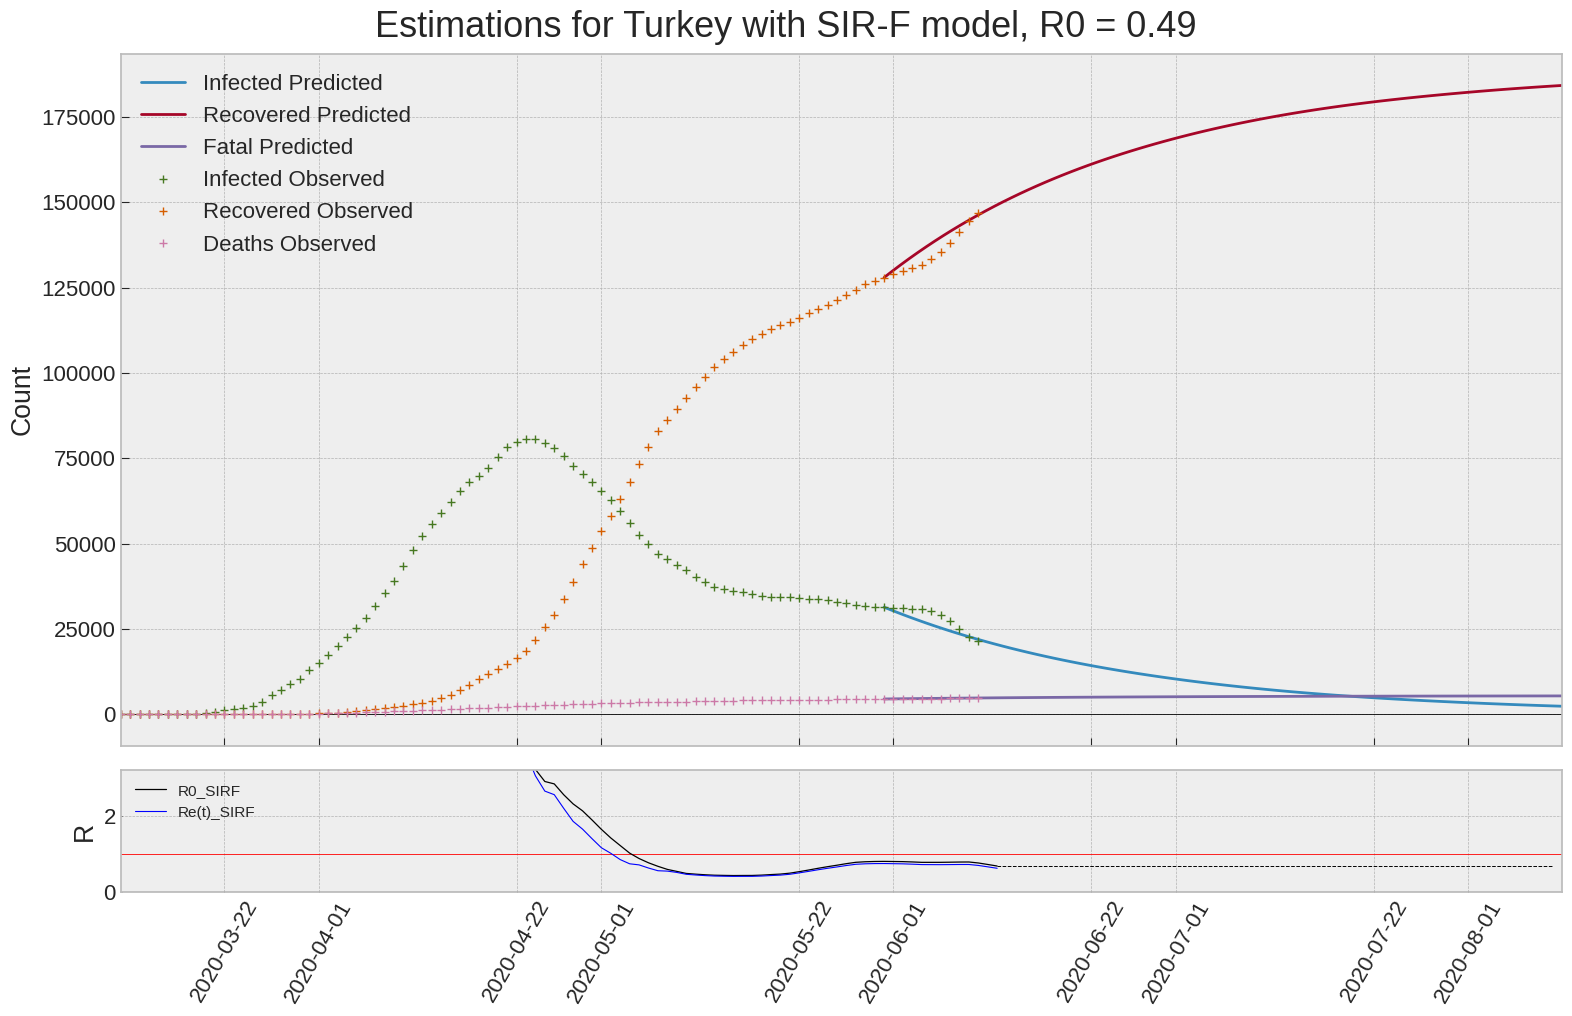 Estimations for Turkey with SIR-F model, R0 = 0.49
Infected Predicted
Recovered Predicted
Fatal Predicted
Infected Observed
Recovered Observed
Deaths Observed
Count
175000
150000
125000
100000
75000
50000
25000
0
R0_SIRF
Re(t)_SIRF
R
2
0
2020-03-22
2020-04-01
2020-04-22
2020-05-01
2020-05-22
2020-06-01
2020-06-22
2020-07-01
2020-07-22
2020-08-01